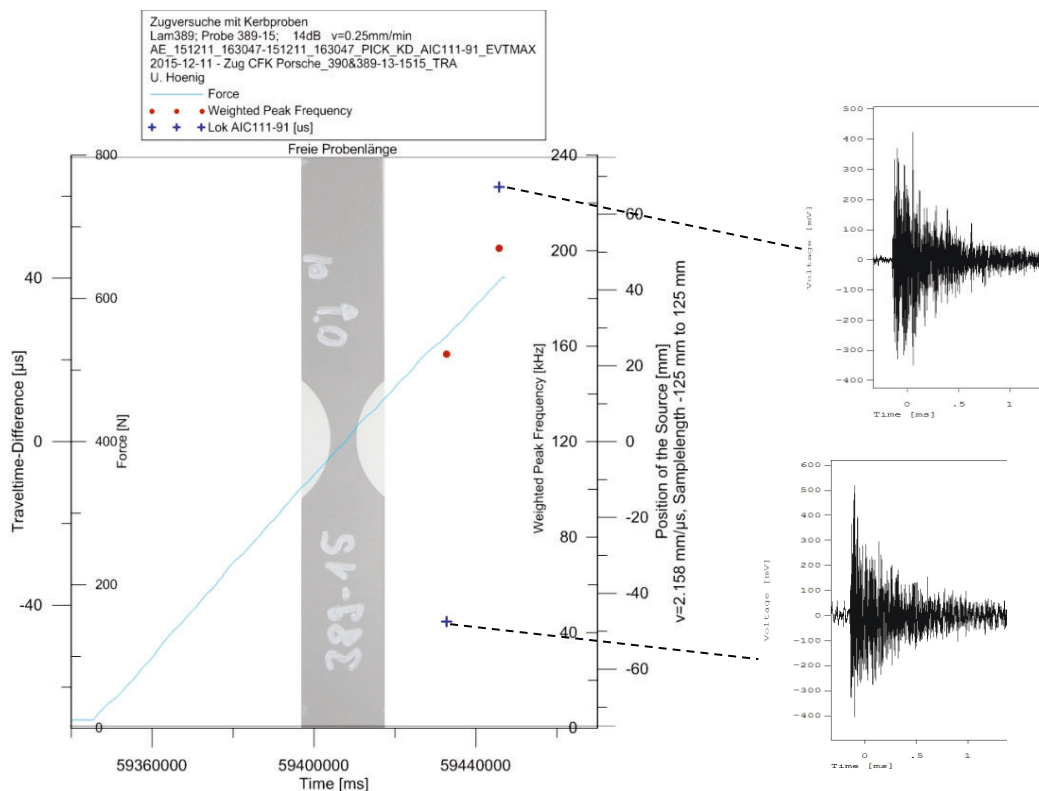 Zugversuche mit Kerbproben
Lam389; Probe 389-15; 14dB v=0.25mm/min
AE_151211_163047-151211_163047_PICK_KD_AIC111-91_EVTMAX
2015-12-11 - Zug CFK Porsche_390&389-13-1515_TRA
U. Hoenig
Force
Weighted Peak Frequency
Lok AIC111-91 [us]
Freie Probenlänge
Traveltime-Difference [µs]
40
0
-40
Force [N]
800
600
400
200
0
389-15
Weighted Peak Frequency [kHz]
240
200
160
120
80
40
0
Position of the Source [mm]
v=2.158 mm/µs, Samplelength -125 mm to 125 mm
60
40
20
0
-20
-40
-60
59360000
59400000
59440000
Time [ms]
Voltage [mV]
500
400
300
200
100
0
-100
-200
-300
-400
0
.5
1
Time [ms]
Voltage [mV]
600
500
400
300
200
100
0
-100
-200
-300
-400
-500
0
.5
1
Time [ms]